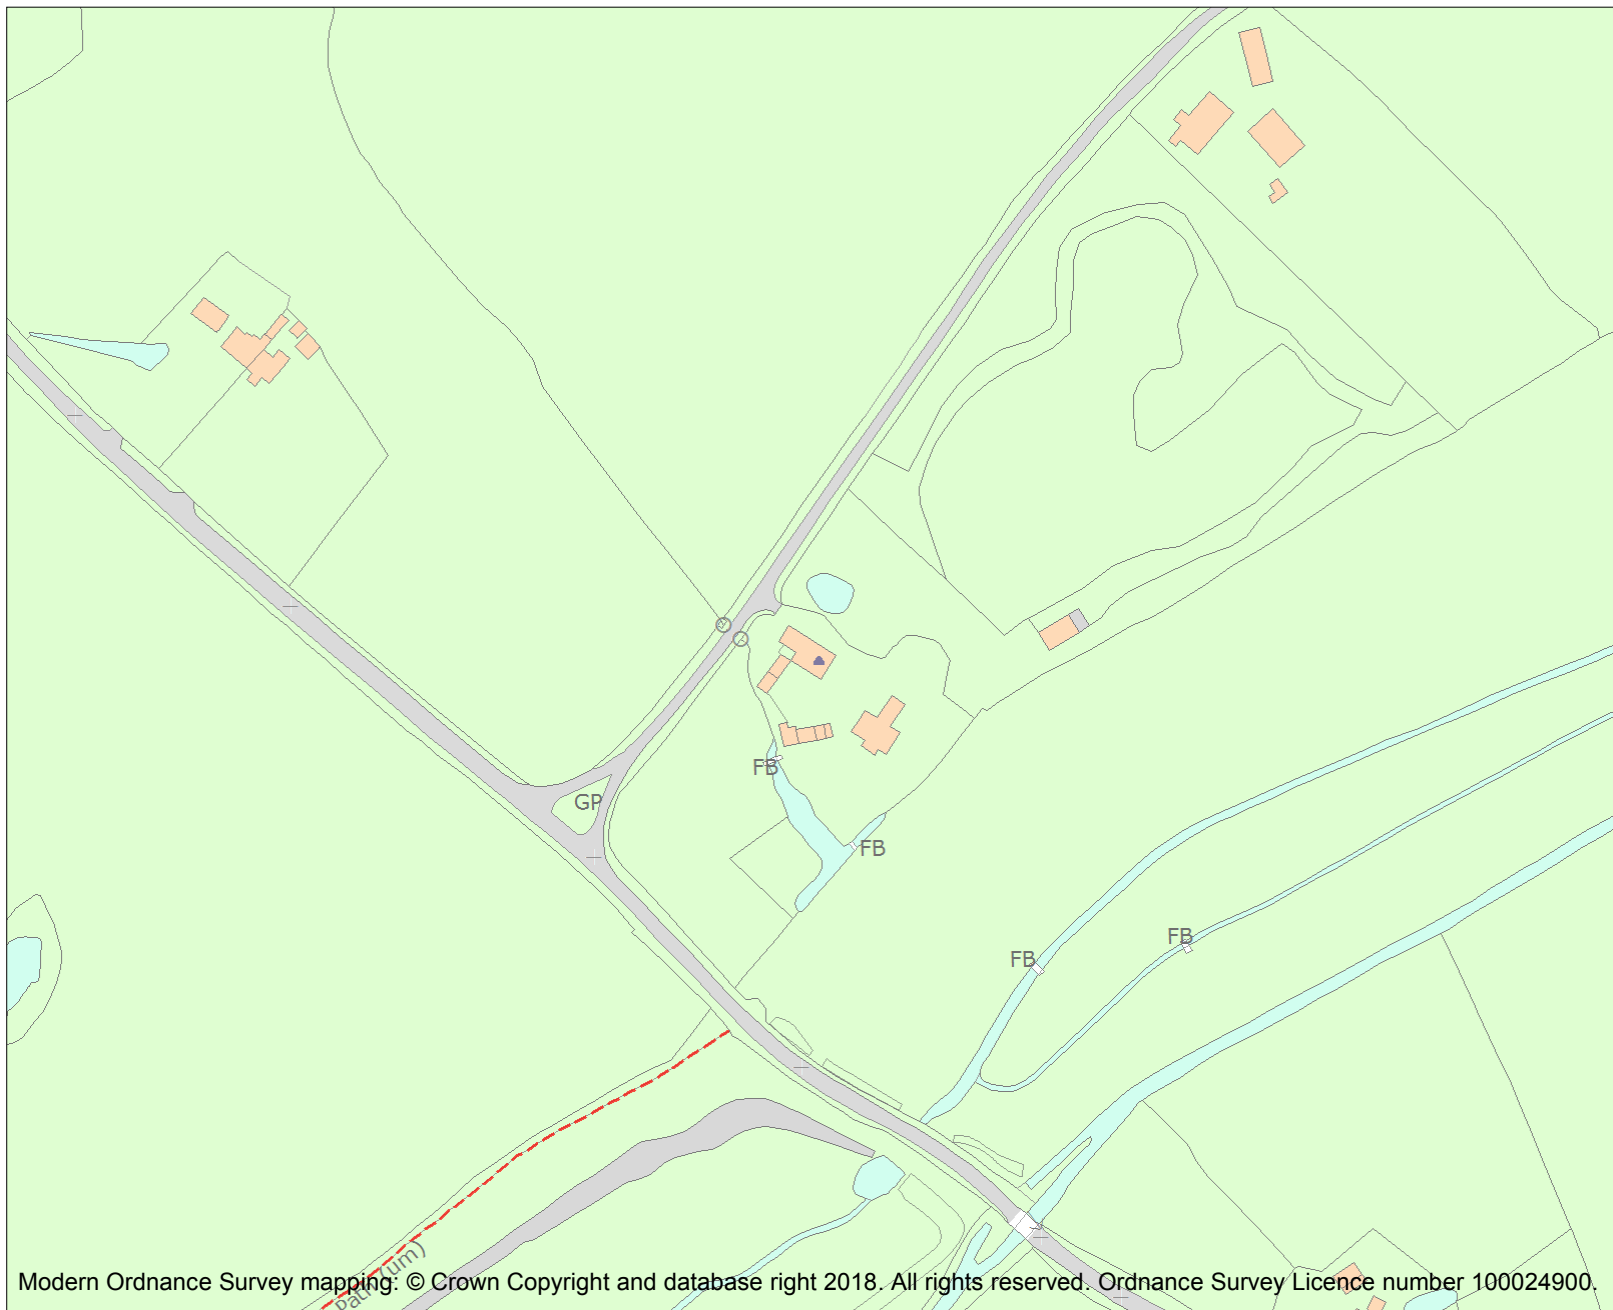 FB
GP
FB
FB
FB
Path (um)
Modern Ordnance Survey mapping: © Crown Copyright and database right 2018. All rights reserved. Ordnance Survey Licence number 100024900.